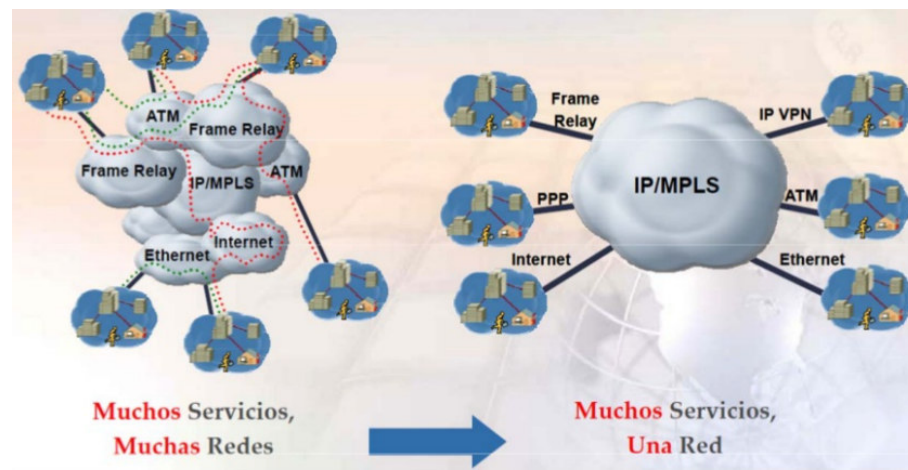 ATM
Frame Relay
Frame Relay
ATM
IP/MPLS
Internet
Ethernet
Muchos Servicios,
Muchas Redes
Frame
Relay
IP VPN
IP/MPLS
PPP
ATM
Internet
Ethernet
Muchos Servicios,
Una Red